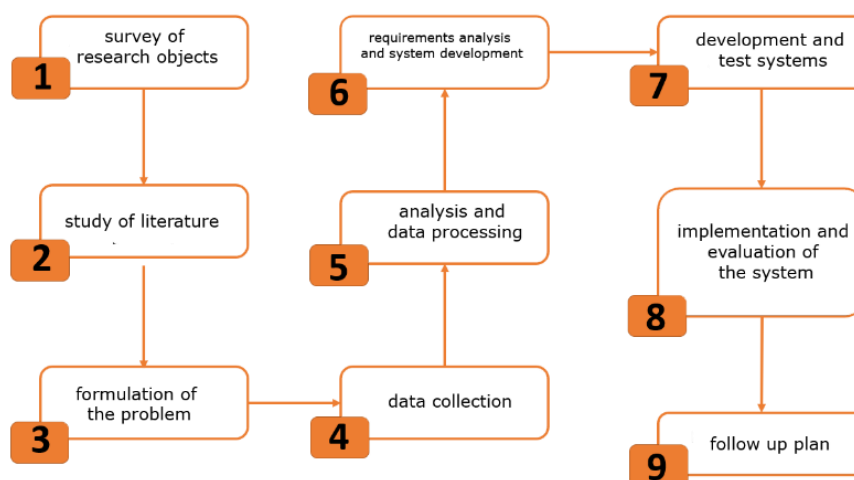 survey of
research objects
1
study of literature
2
formulation of
the problem
3
data collection
4
analysis and
data processing
5
requirements analysis
and system development
6
development and
test systems
7
implementation and
evaluation of
the system
8
follow up plan
9